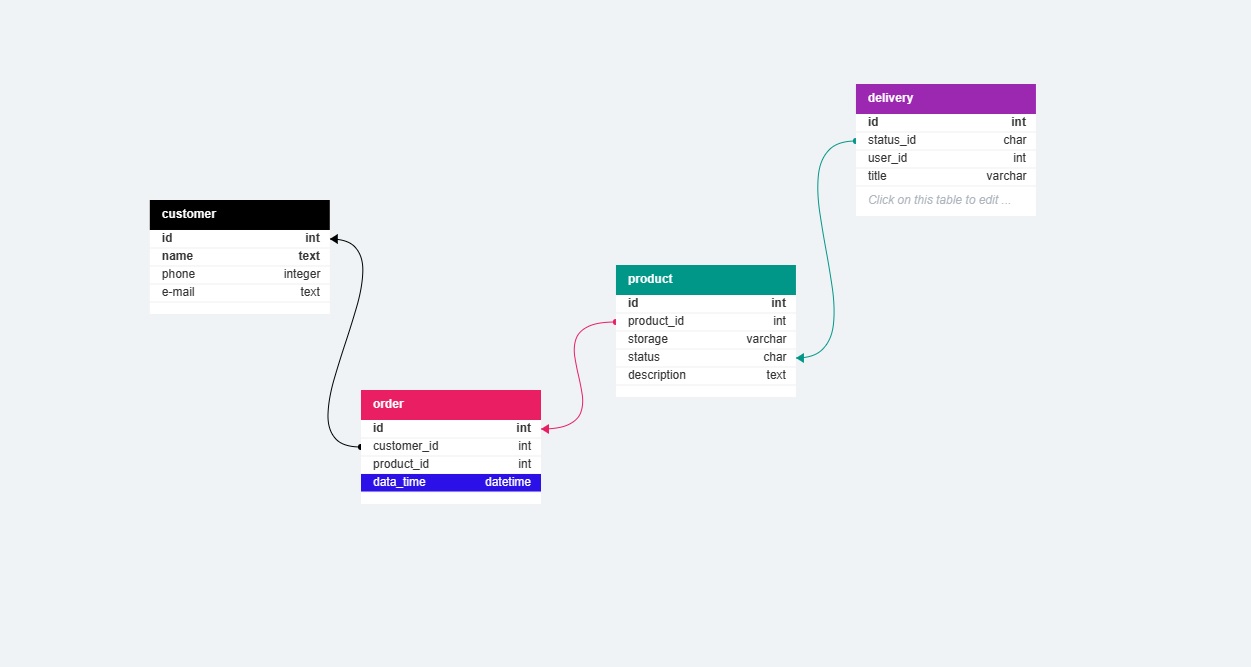 delivery
id int
status_id char
user_id int
title varchar
Click on this table to edit ...
customer
id int
name text
phone integer
e-mail text
product
id int
product_id int
storage varchar
status char
description text
order
id int
customer_id int
product_id int
data_time datetime